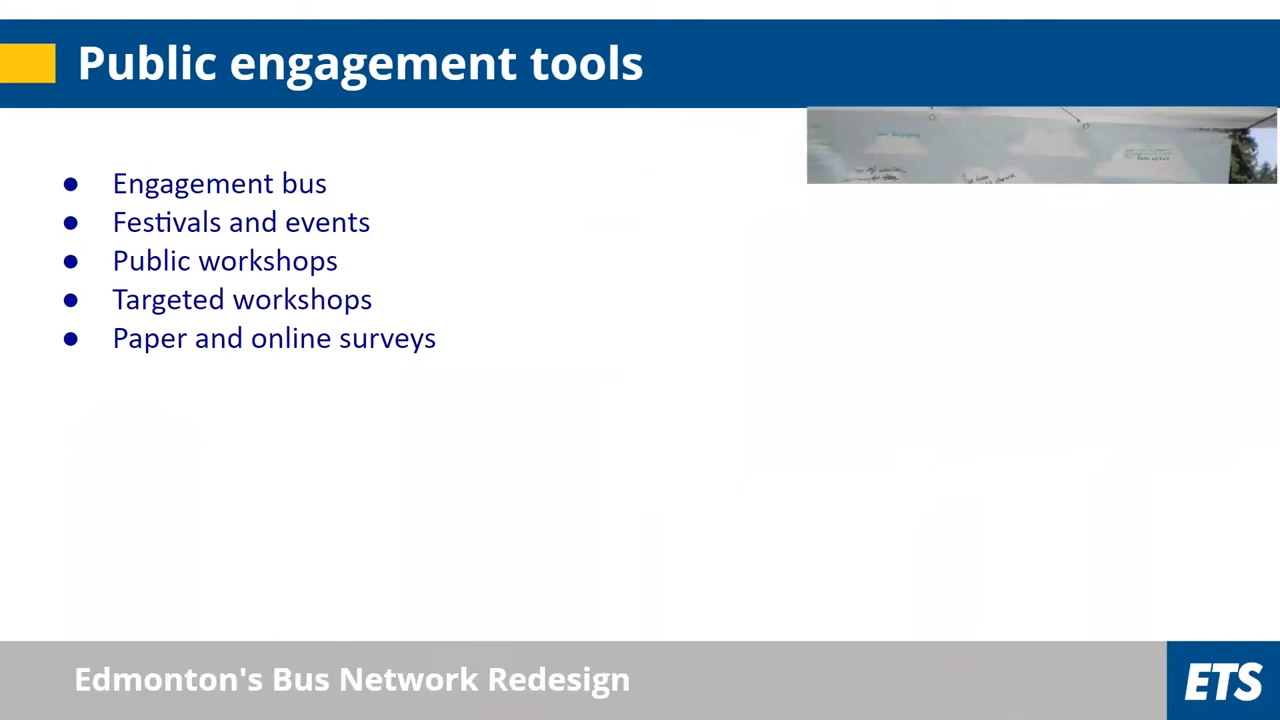 Public engagement tools
● Engagement bus
● Festivals and events
● Public workshops
● Targeted workshops
● Paper and online surveys
Edmonton's Bus Network Redesign
ETS